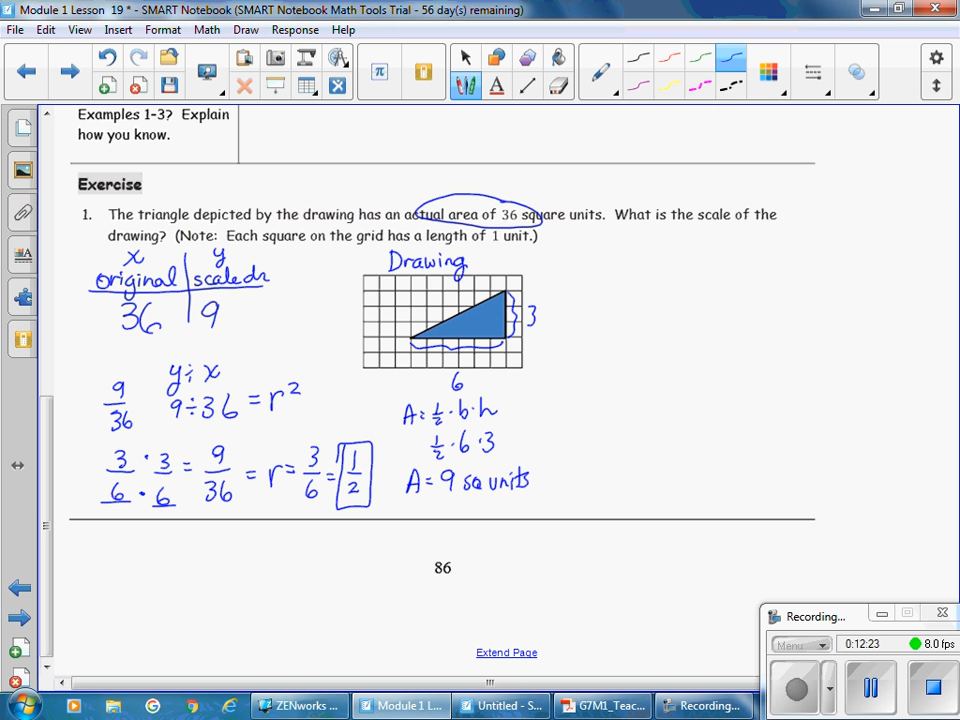 Module 1 Lesson 19 * - SMART Notebook (SMART Notebook Math Tools Trial - 56 day(s) remaining)
File Edit View Insert Format Math Draw Response Help
Examples 1-3? Explain
how you know.
Exercise
1. The triangle depicted by the drawing has an actual area of 36 square units. What is the scale of the
drawing? (Note: Each square on the grid has a length of 1 unit.)
x y
original scale dr
36 9
Drawing
3
6
y ÷ x
9/36 9 ÷ 36 = r²
A = 1/2 · b · h
1/2 · 6 · 3
3/6 · 3/6 = 9/36 = r = 3/6 = 1/2
A = 9 sq units
86
Extend Page
Recording...
Menu 0:12:23 8.0 fps
ZENworks ... Module 1 L... Untitled - S... G7M1_Teac... Recording...